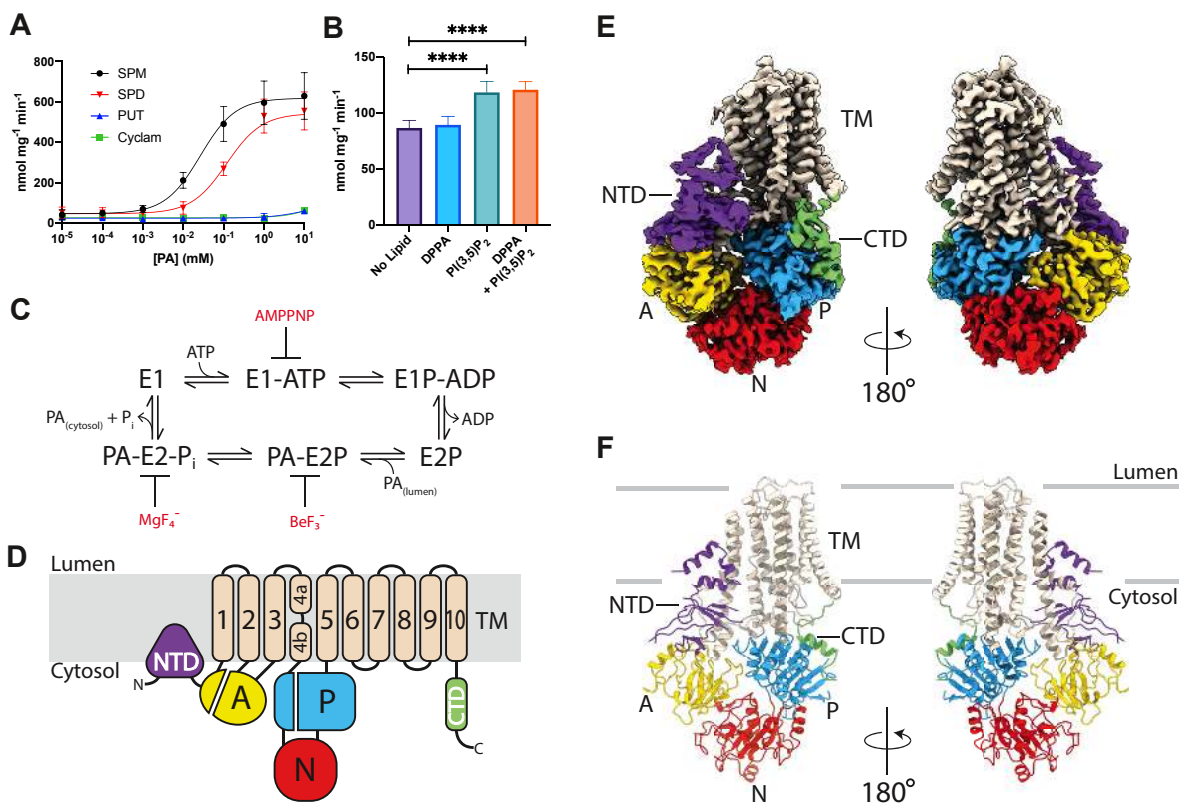 A
800
600
400
200
0
nmol mg⁻¹ min⁻¹
SPM
SPD
PUT
Cyclam
10⁻⁵ 10⁻⁴ 10⁻³ 10⁻² 10⁻¹ 10⁰ 10¹
[PA] (mM)
B
****
****
150
100
50
0
nmol mg⁻¹ min⁻¹
No Lipid
DPPA
PI(3,5)P₂
DPPA
+ PI(3,5)P₂
C
AMPPNP
ATP
E1 E1-ATP E1P-ADP
PA(cytosol) + Pi
ADP
PA-E2-Pi PA-E2P E2P
PA(lumen)
MgF₄⁻
BeF₃⁻
D
Lumen
1 2 3 4a 4b 5 6 7 8 9 10
TM
Cytosol
NTD
N
A
P
N
CTD
C
E
TM
NTD
CTD
A
P
N
180°
F
Lumen
TM
Cytosol
NTD
CTD
A
P
N
180°